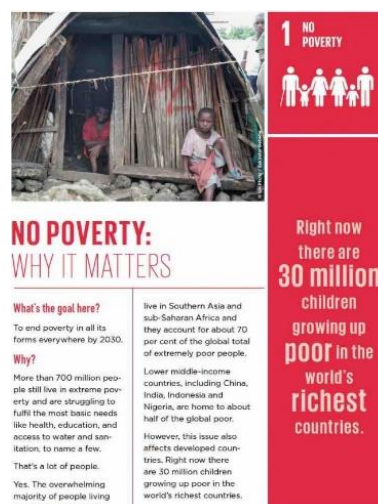 1 NO
POVERTY
NO POVERTY:
WHY IT MATTERS
What's the goal here?
To end poverty in all its
forms everywhere by 2030.
Why?
More than 700 million peo-
ple still live in extreme pov-
erty and are struggling to
fulfil the most basic needs
like health, education, and
access to water and san-
itation, to name a few.
That's a lot of people.
Yes. The overwhelming
majority of people living
live in Southern Asia and
sub-Saharan Africa and
they account for about 70
per cent of the global total
of extremely poor people.
Lower middle-income
countries, including China,
India, Indonesia and
Nigeria, are home to about
half of the global poor.
However, this issue also
affects developed coun-
tries. Right now there
are 30 million children
growing up poor in the
world's richest countries.
Right now
there are
30 million
children
growing up
poor in the
world's
richest
countries.